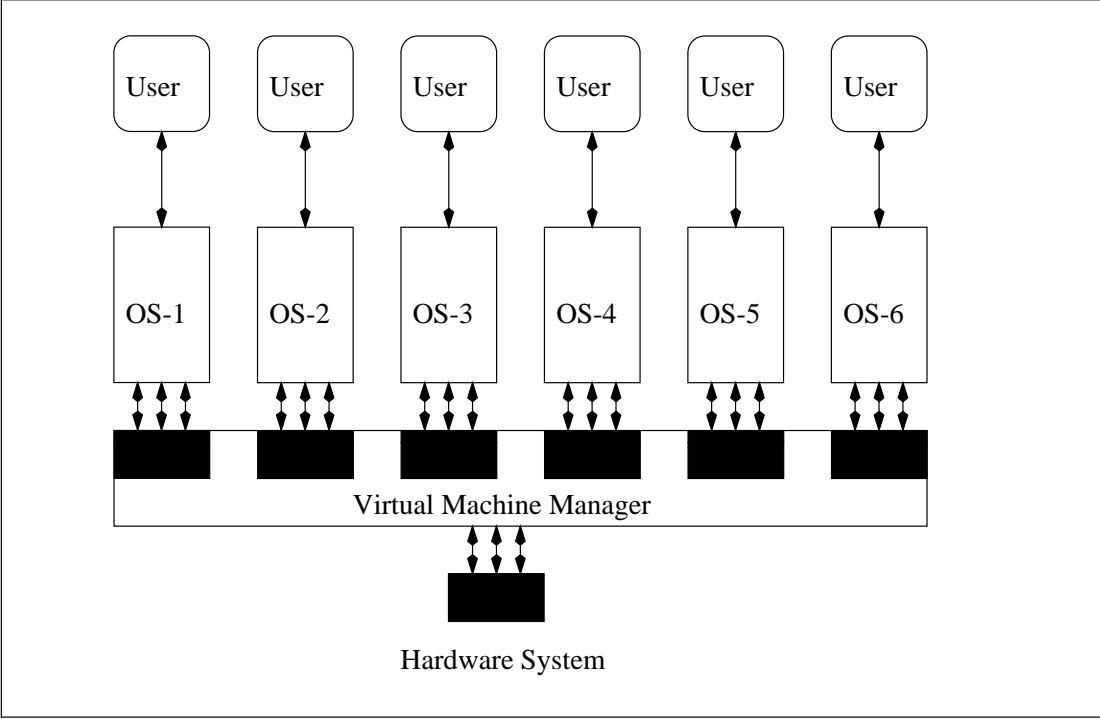 User User User User User User
OS-1 OS-2 OS-3 OS-4 OS-5 OS-6
Virtual Machine Manager
Hardware System